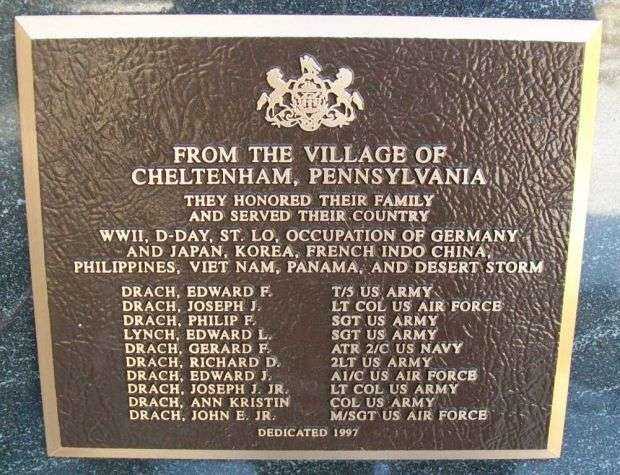 FROM THE VILLAGE OF
CHELTENHAM, PENNSYLVANIA
THEY HONORED THEIR FAMILY
AND SERVED THEIR COUNTRY
WWII, D-DAY, ST. LO, OCCUPATION OF GERMANY
AND JAPAN, KOREA, FRENCH INDO CHINA,
PHILIPPINES, VIET NAM, PANAMA, AND DESERT STORM
DRACH, EDWARD F. T/5 US ARMY
DRACH, JOSEPH J. LT COL US AIR FORCE
DRACH, PHILIP F. SGT US ARMY
LYNCH, EDWARD L. SGT US ARMY
DRACH, GERARD F. ATR 2/C US NAVY
DRACH, RICHARD D. 2LT US ARMY
DRACH, EDWARD J. A1/C US AIR FORCE
DRACH, JOSEPH J. JR. LT COL US ARMY
DRACH, ANN KRISTIN COL US ARMY
DRACH, JOHN E. JR. M/SGT US AIR FORCE
DEDICATED 1997